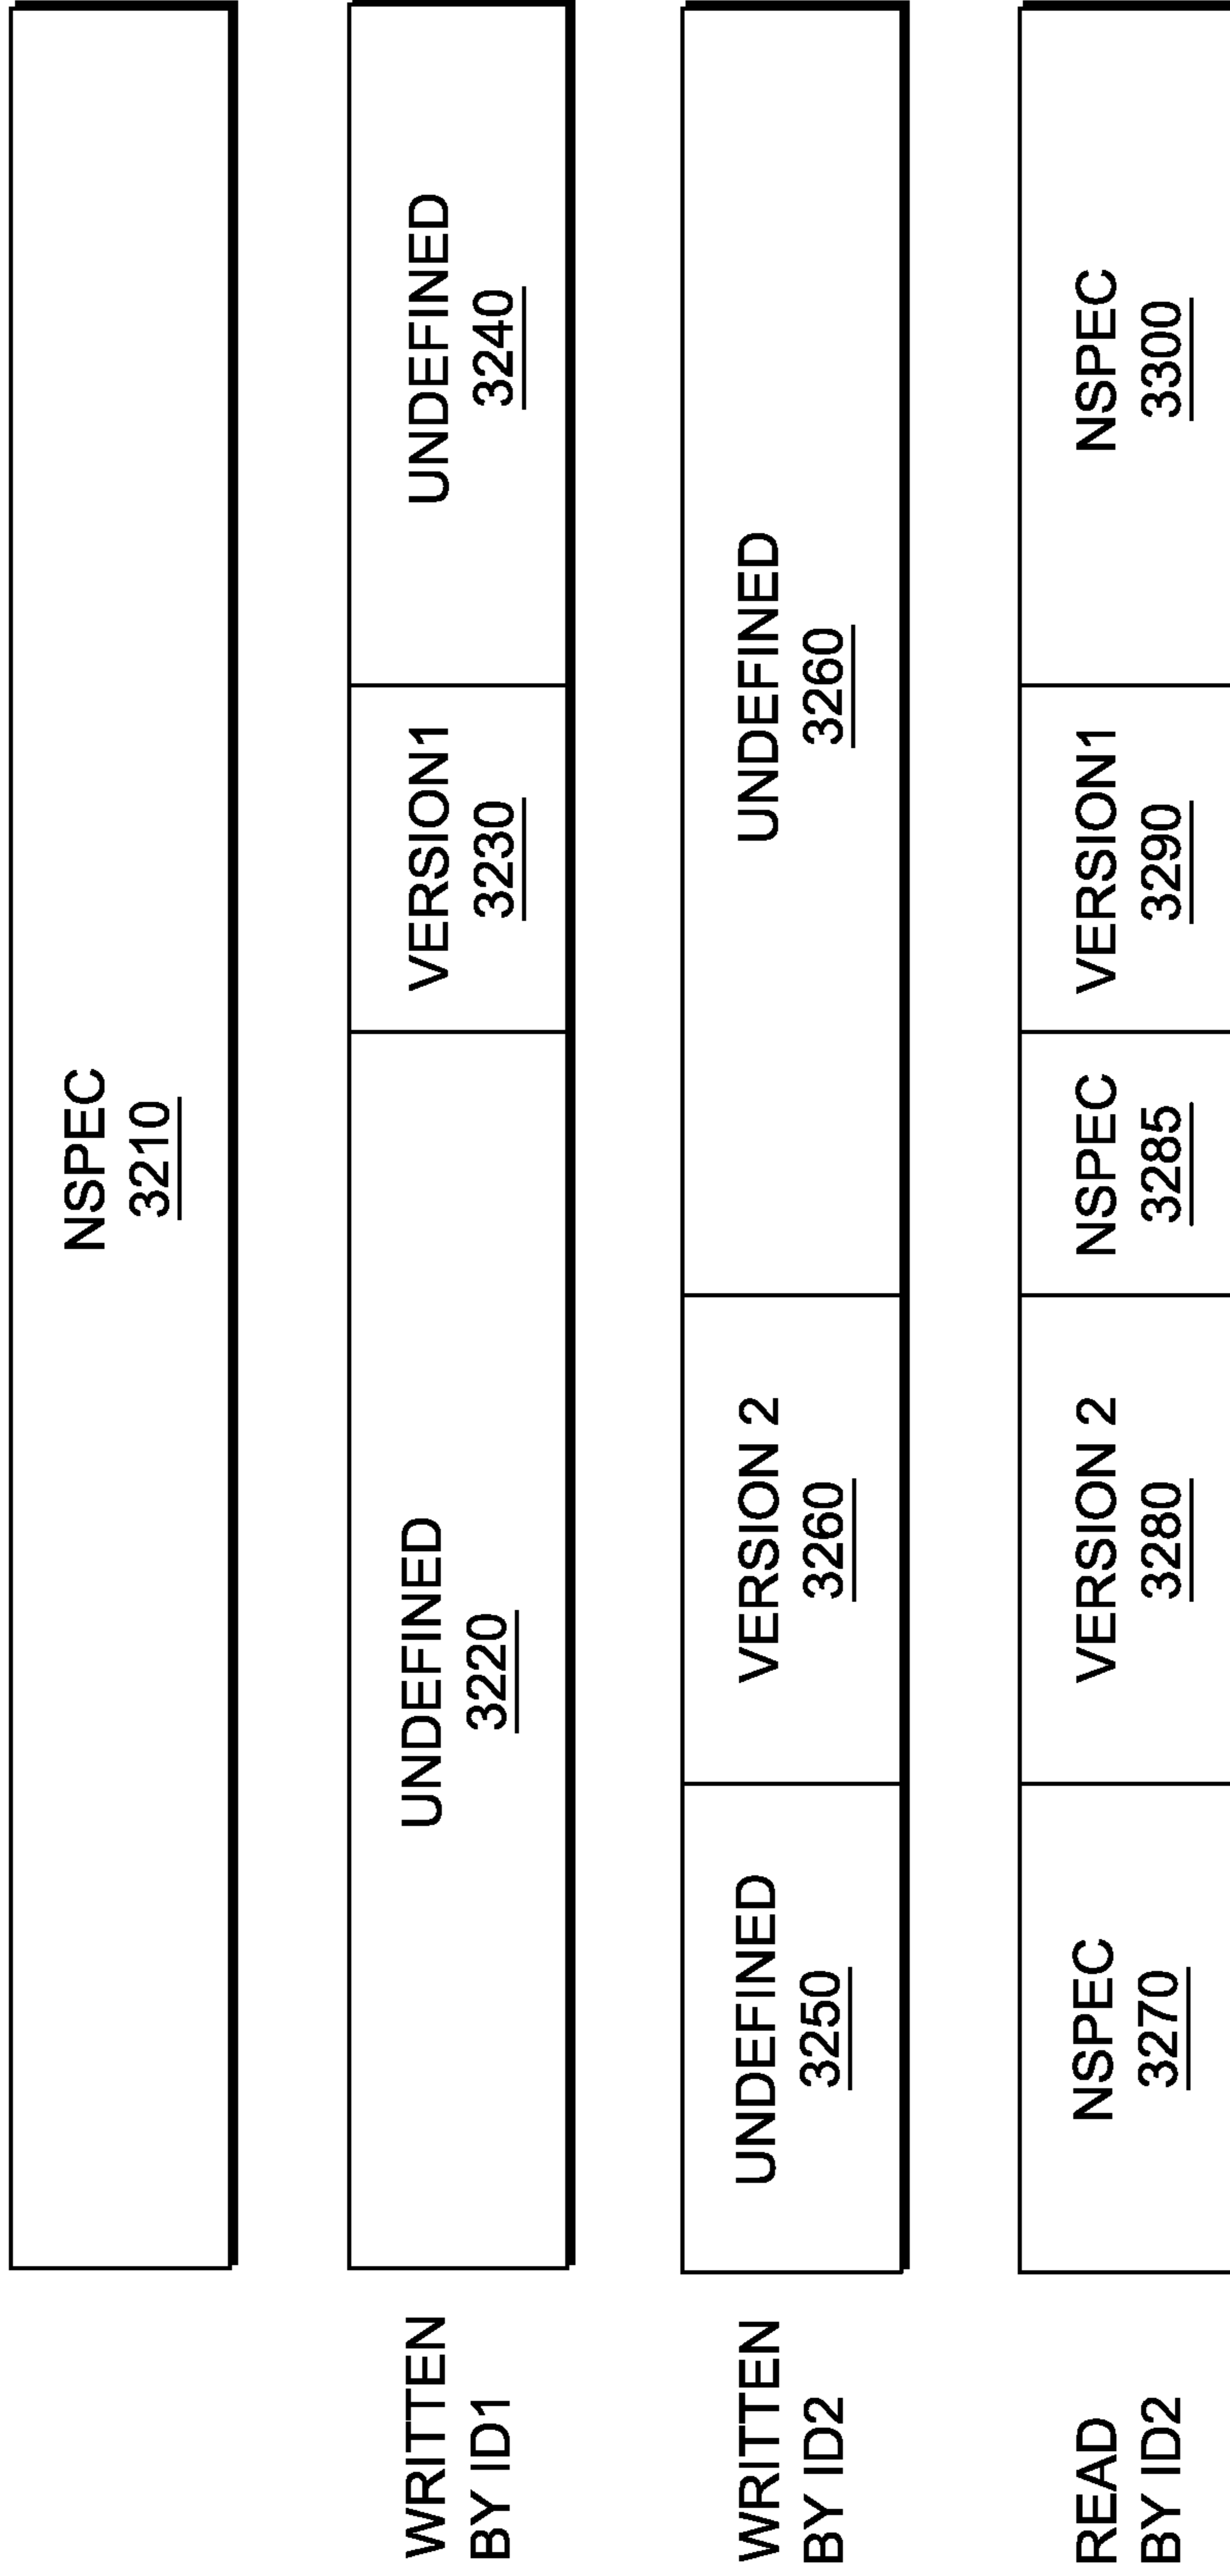 NSPEC
3210
WRITTEN
BY ID1
UNDEFINED
3220
VERSION1
3230
UNDEFINED
3240
WRITTEN
BY ID2
UNDEFINED
3250
VERSION 2
3260
UNDEFINED
3260
READ
BY ID2
NSPEC
3270
VERSION 2
3280
NSPEC
3285
VERSION1
3290
NSPEC
3300